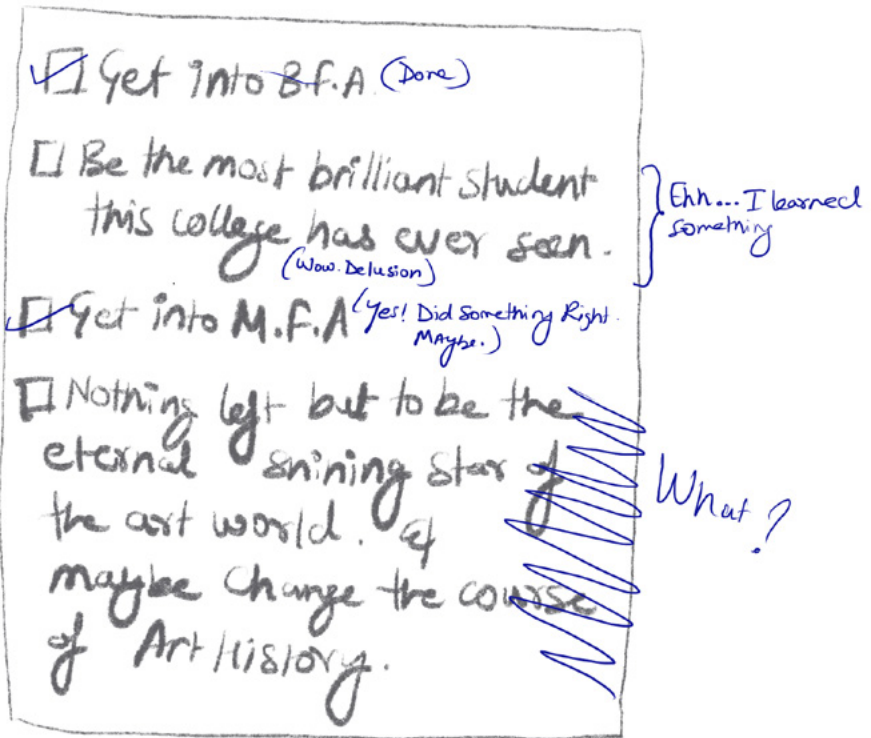 Get into B.F.A (Done)
Be the most brilliant student
this college has ever seen.
(Wow. Delusion)
Ehh... I learned
something
Get into M.F.A (Yes! Did Something Right.
MAybe.)
Nothing left but to be the
eternal shining star of
the art world. &
maybe change the course
of Art History.
What?